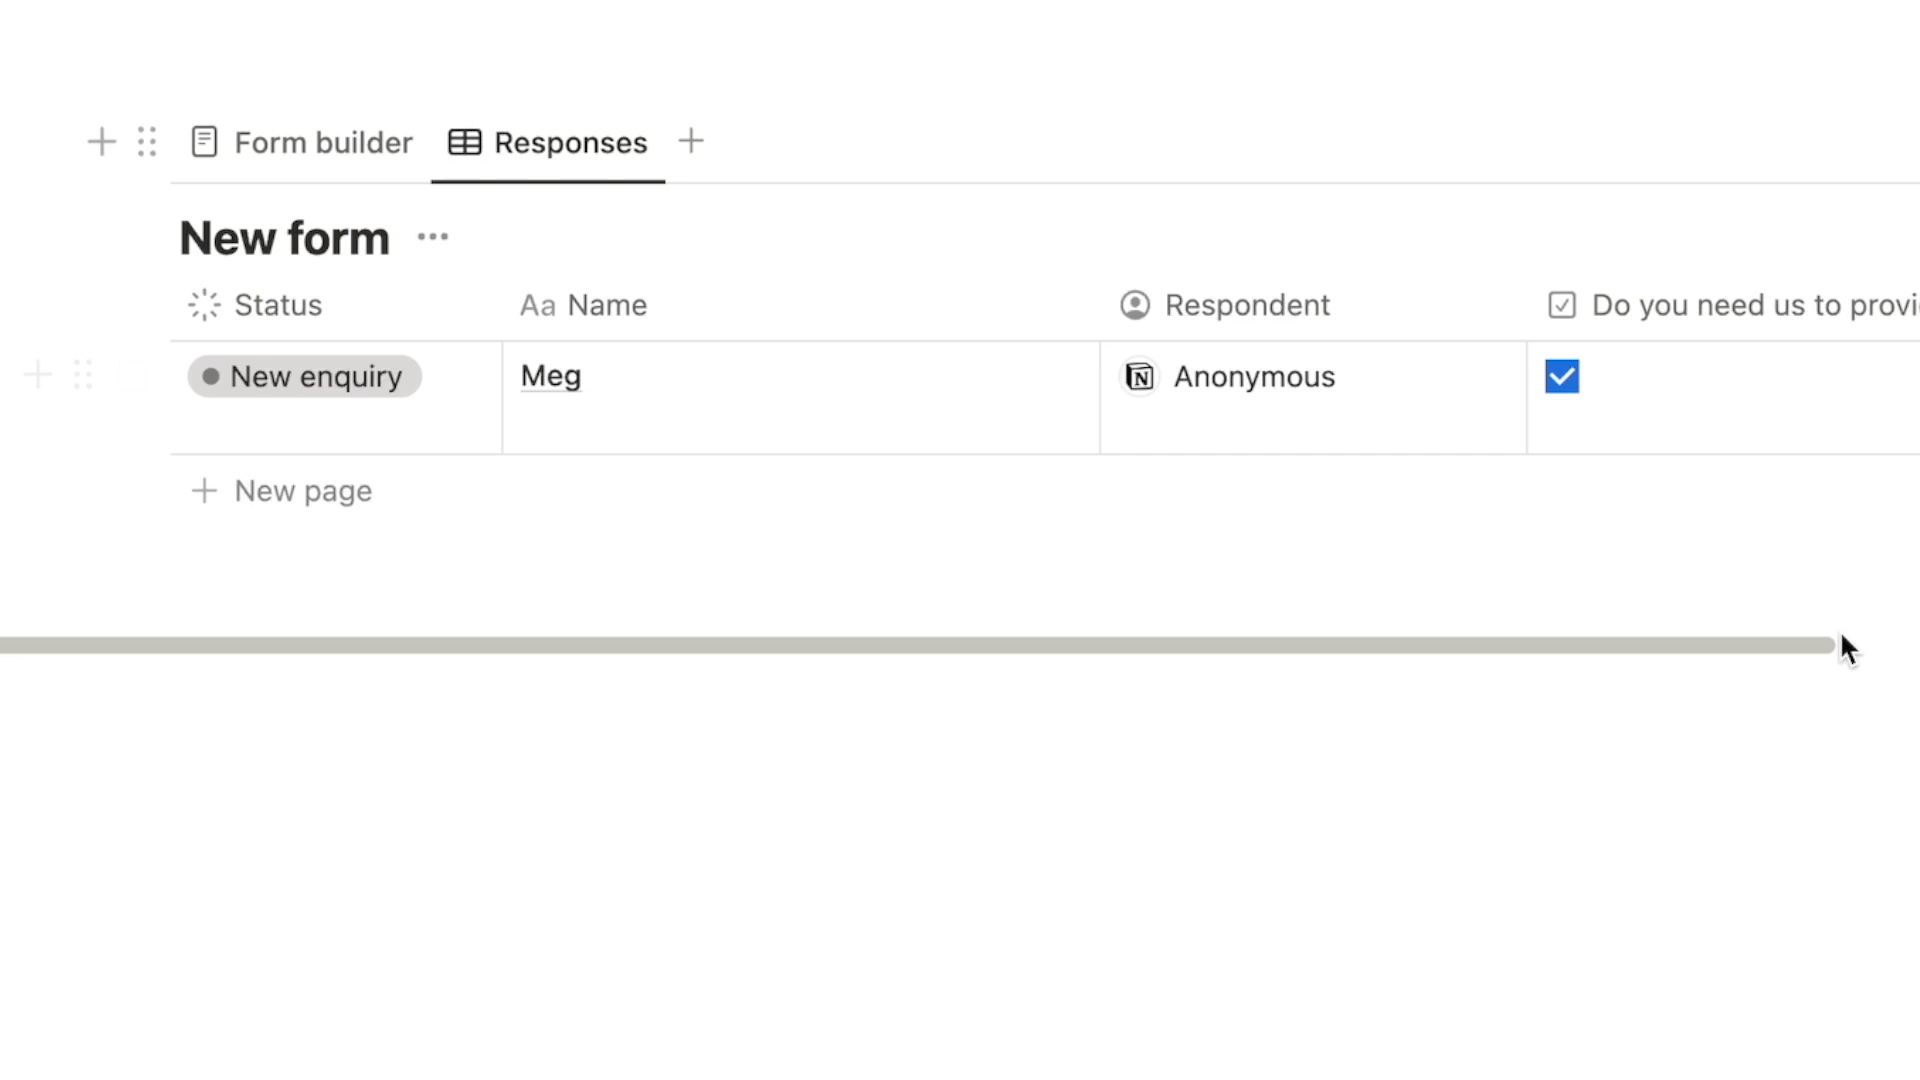 Form builder Responses
New form
Status Aa Name Respondent Do you need us to
New enquiry Meg Anonymous
New page